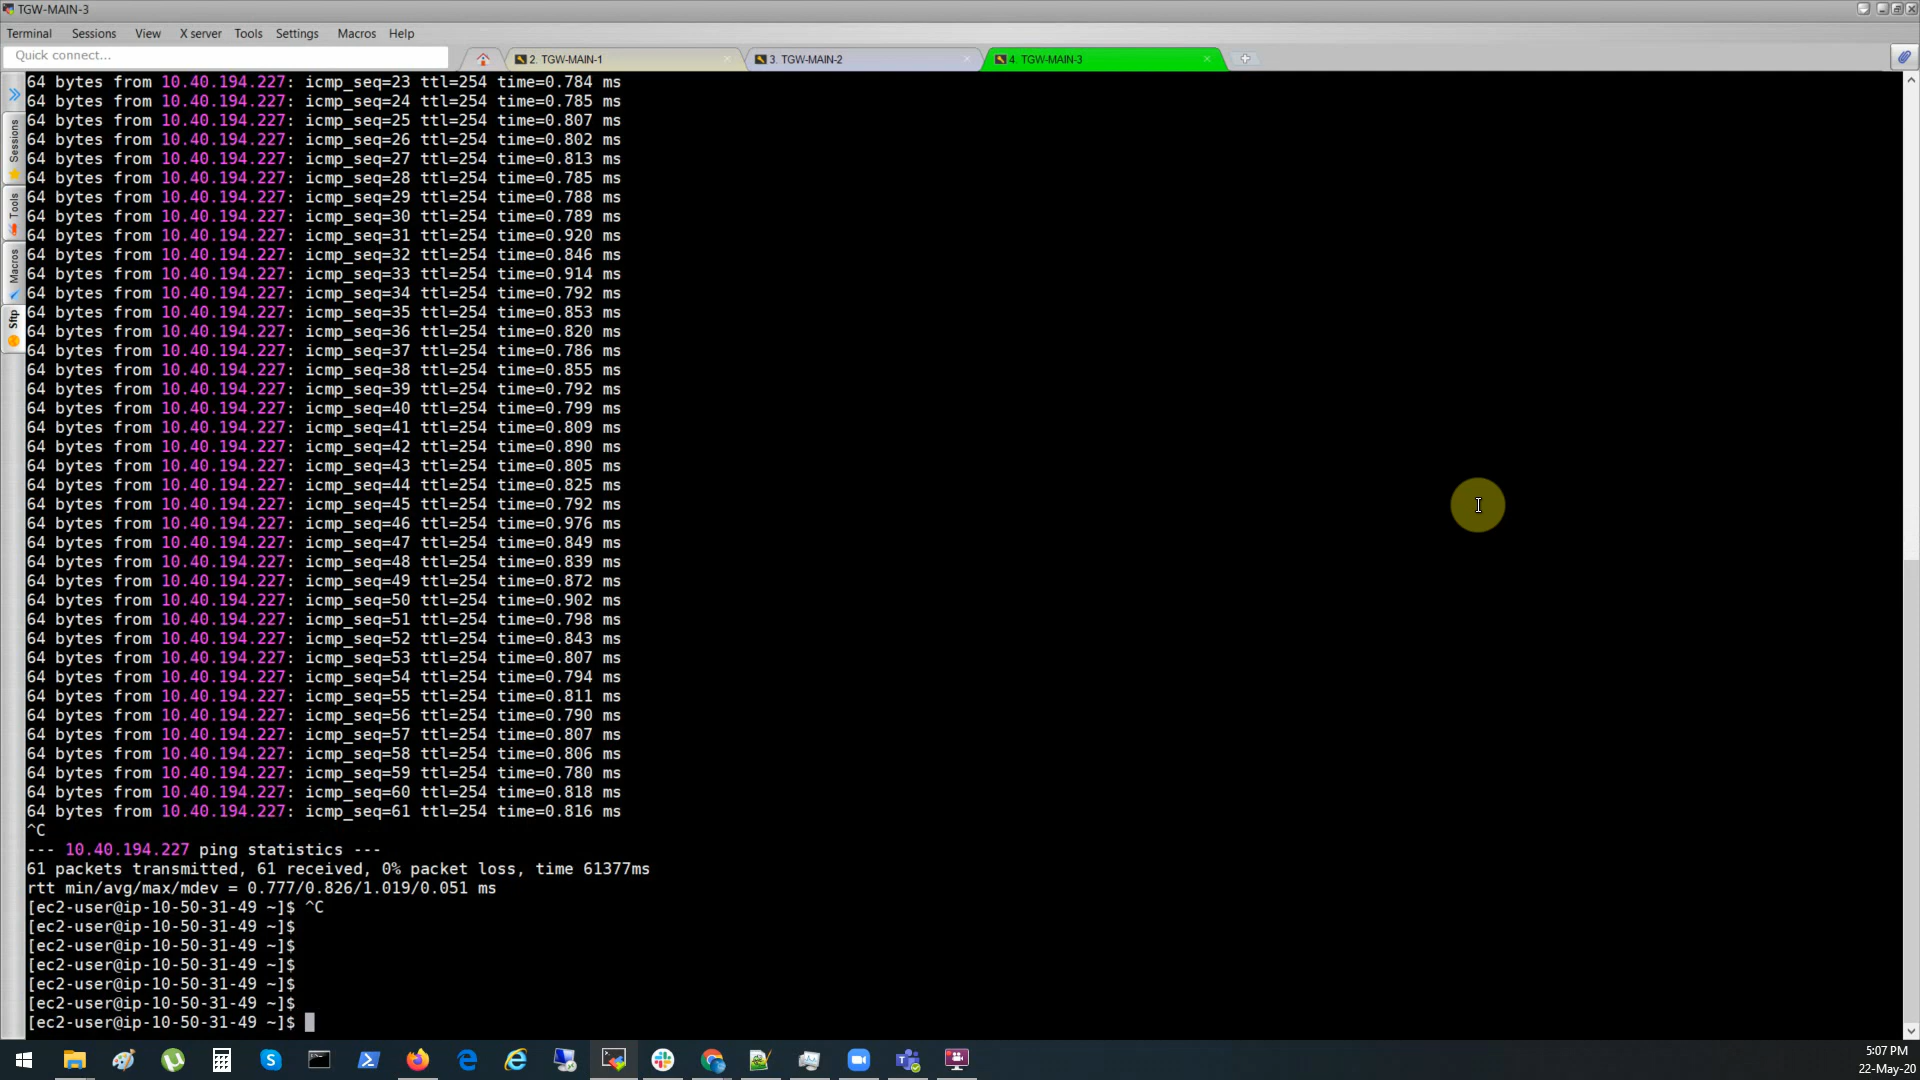 TGW-MAIN-3
Terminal Sessions View X server Tools Settings Macros Help
Quick connect...
2. TGW-MAIN-1
3. TGW-MAIN-2
4. TGW-MAIN-3
Sessions
Tools
Macros
Sftp
64 bytes from 10.40.194.227: icmp_seq=23 ttl=254 time=0.784 ms
64 bytes from 10.40.194.227: icmp_seq=24 ttl=254 time=0.785 ms
64 bytes from 10.40.194.227: icmp_seq=25 ttl=254 time=0.807 ms
64 bytes from 10.40.194.227: icmp_seq=26 ttl=254 time=0.802 ms
64 bytes from 10.40.194.227: icmp_seq=27 ttl=254 time=0.813 ms
64 bytes from 10.40.194.227: icmp_seq=28 ttl=254 time=0.785 ms
64 bytes from 10.40.194.227: icmp_seq=29 ttl=254 time=0.788 ms
64 bytes from 10.40.194.227: icmp_seq=30 ttl=254 time=0.789 ms
64 bytes from 10.40.194.227: icmp_seq=31 ttl=254 time=0.920 ms
64 bytes from 10.40.194.227: icmp_seq=32 ttl=254 time=0.846 ms
64 bytes from 10.40.194.227: icmp_seq=33 ttl=254 time=0.914 ms
64 bytes from 10.40.194.227: icmp_seq=34 ttl=254 time=0.792 ms
64 bytes from 10.40.194.227: icmp_seq=35 ttl=254 time=0.853 ms
64 bytes from 10.40.194.227: icmp_seq=36 ttl=254 time=0.820 ms
64 bytes from 10.40.194.227: icmp_seq=37 ttl=254 time=0.786 ms
64 bytes from 10.40.194.227: icmp_seq=38 ttl=254 time=0.855 ms
64 bytes from 10.40.194.227: icmp_seq=39 ttl=254 time=0.792 ms
64 bytes from 10.40.194.227: icmp_seq=40 ttl=254 time=0.799 ms
64 bytes from 10.40.194.227: icmp_seq=41 ttl=254 time=0.809 ms
64 bytes from 10.40.194.227: icmp_seq=42 ttl=254 time=0.890 ms
64 bytes from 10.40.194.227: icmp_seq=43 ttl=254 time=0.805 ms
64 bytes from 10.40.194.227: icmp_seq=44 ttl=254 time=0.825 ms
64 bytes from 10.40.194.227: icmp_seq=45 ttl=254 time=0.792 ms
64 bytes from 10.40.194.227: icmp_seq=46 ttl=254 time=0.976 ms
64 bytes from 10.40.194.227: icmp_seq=47 ttl=254 time=0.849 ms
64 bytes from 10.40.194.227: icmp_seq=48 ttl=254 time=0.839 ms
64 bytes from 10.40.194.227: icmp_seq=49 ttl=254 time=0.872 ms
64 bytes from 10.40.194.227: icmp_seq=50 ttl=254 time=0.902 ms
64 bytes from 10.40.194.227: icmp_seq=51 ttl=254 time=0.798 ms
64 bytes from 10.40.194.227: icmp_seq=52 ttl=254 time=0.843 ms
64 bytes from 10.40.194.227: icmp_seq=53 ttl=254 time=0.807 ms
64 bytes from 10.40.194.227: icmp_seq=54 ttl=254 time=0.794 ms
64 bytes from 10.40.194.227: icmp_seq=55 ttl=254 time=0.811 ms
64 bytes from 10.40.194.227: icmp_seq=56 ttl=254 time=0.790 ms
64 bytes from 10.40.194.227: icmp_seq=57 ttl=254 time=0.807 ms
64 bytes from 10.40.194.227: icmp_seq=58 ttl=254 time=0.806 ms
64 bytes from 10.40.194.227: icmp_seq=59 ttl=254 time=0.780 ms
64 bytes from 10.40.194.227: icmp_seq=60 ttl=254 time=0.818 ms
64 bytes from 10.40.194.227: icmp_seq=61 ttl=254 time=0.816 ms
^C
--- 10.40.194.227 ping statistics ---
61 packets transmitted, 61 received, 0% packet loss, time 61377ms
rtt min/avg/max/mdev = 0.777/0.826/1.019/0.051 ms
[ec2-user@ip-10-50-31-49 ~]$ ^C
[ec2-user@ip-10-50-31-49 ~]$
[ec2-user@ip-10-50-31-49 ~]$
[ec2-user@ip-10-50-31-49 ~]$
[ec2-user@ip-10-50-31-49 ~]$
[ec2-user@ip-10-50-31-49 ~]$
[ec2-user@ip-10-50-31-49 ~]$
5:07 PM
22-May-20